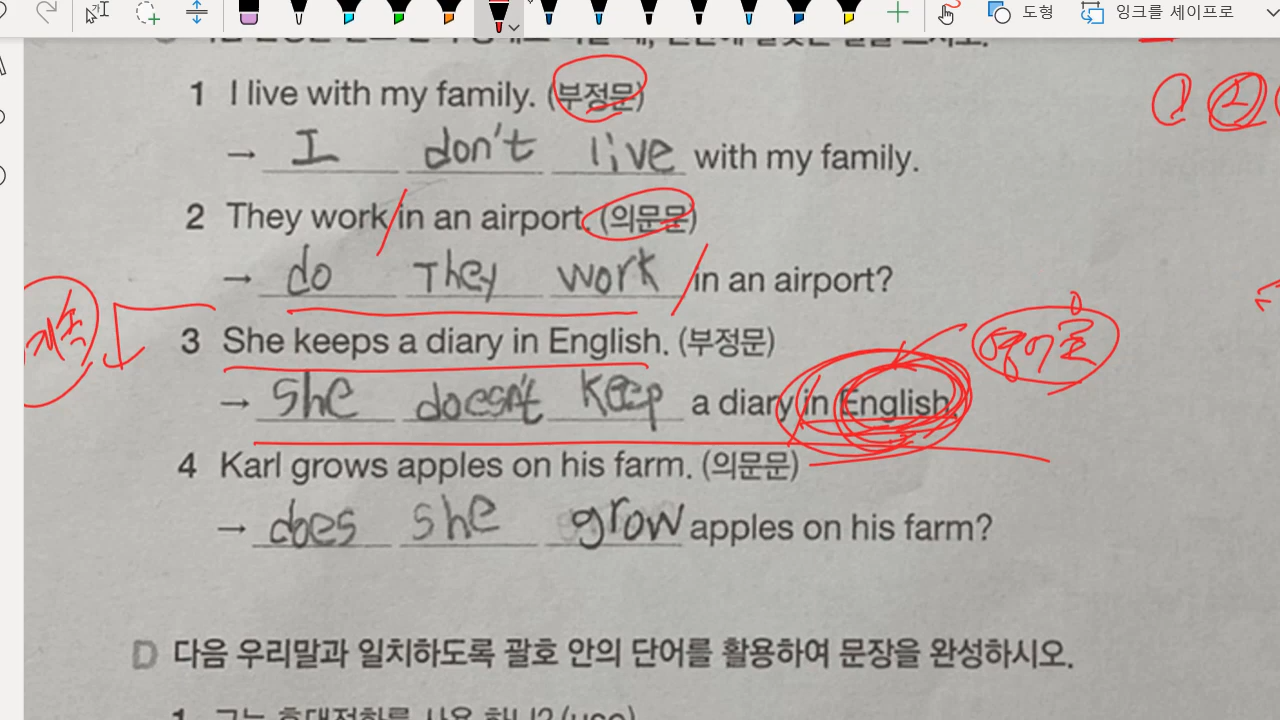 도형 잉크를 셰이프로
1 I live with my family. (부정문)
→ I don't live with my family.
2 They work in an airport. (의문문)
→ do They work in an airport?
3 She keeps a diary in English. (부정문)
영어로
→ she doesn't keep a diary in English.
4 Karl grows apples on his farm. (의문문)
→ does she grow apples on his farm?
D 다음 우리말과 일치하도록 괄호 안의 단어를 활용하여 문장을 완성하시오.